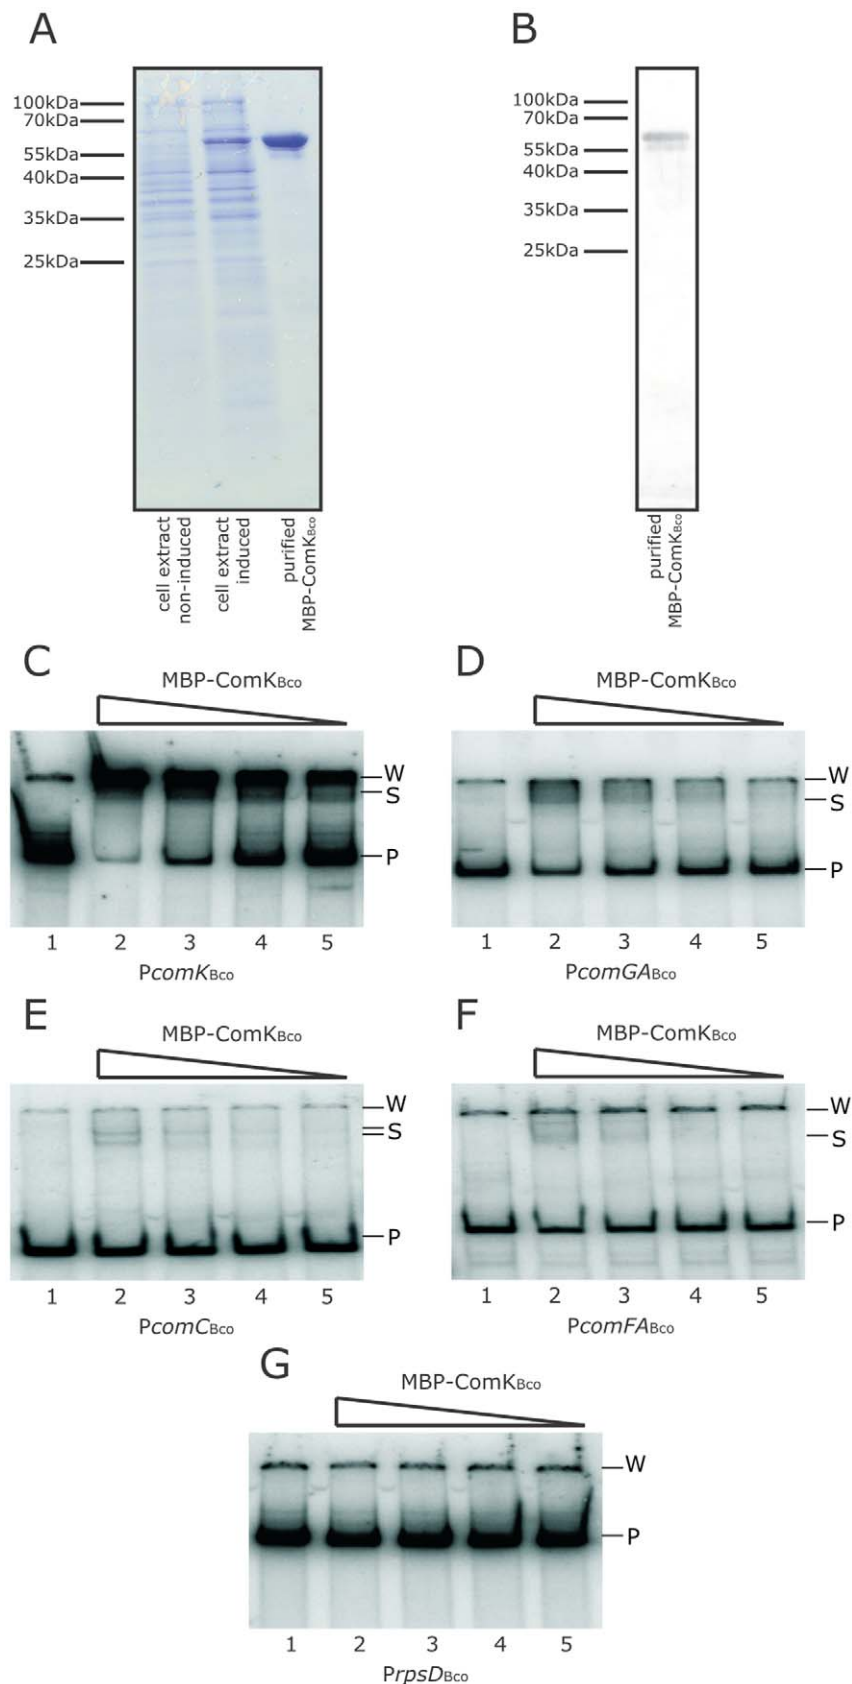 A
100kDa
70kDa
55kDa
40kDa
35kDa
25kDa
cell extract
non-induced
cell extract
induced
purified
MBP-ComKBco
B
100kDa
70kDa
55kDa
40kDa
35kDa
25kDa
purified
MBP-ComKBco
C
MBP-ComKBco
W
S
P
1 2 3 4 5
PcomKBco
D
MBP-ComKBco
W
S
P
1 2 3 4 5
PcomGABco
E
MBP-ComKBco
W
S
P
1 2 3 4 5
PcomCBco
F
MBP-ComKBco
W
S
P
1 2 3 4 5
PcomFABco
G
MBP-ComKBco
W
P
1 2 3 4 5
PrpsDBco